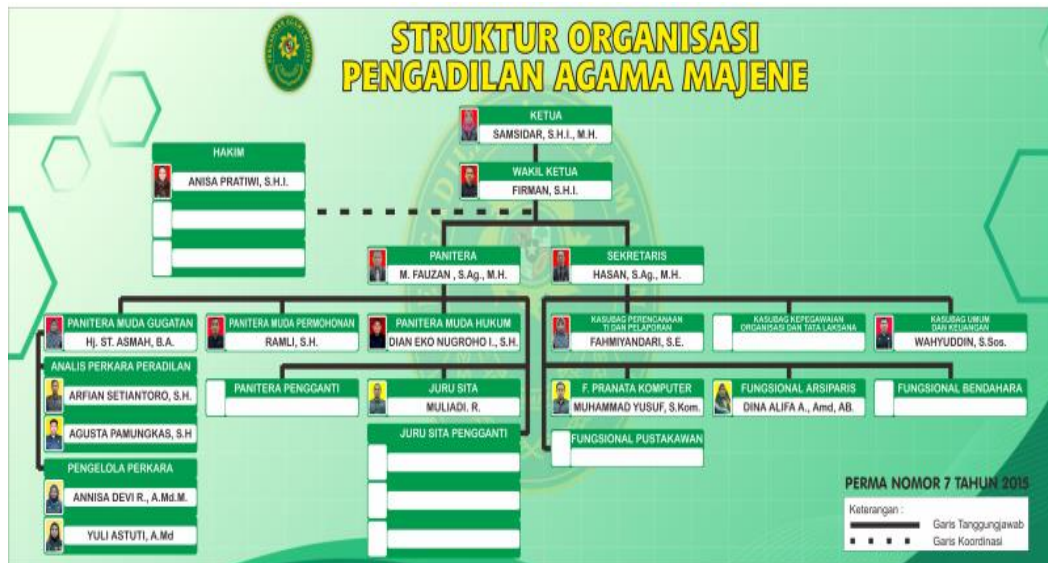 STRUKTUR ORGANISASI
PENGADILAN AGAMA MAJENE
KETUA
SAMSIDAR, S.H.I., M.H.
HAKIM
ANISA PRATIWI, S.H.I.
WAKIL KETUA
FIRMAN, S.H.I.
PANITERA
M. FAUZAN , S.Ag., M.H.
SEKRETARIS
HASAN, S.Ag., M.H.
PANITERA MUDA GUGATAN
Hj. ST. ASMAH, B.A.
PANITERA MUDA PERMOHONAN
RAMLI, S.H.
PANITERA MUDA HUKUM
DIAN EKO NUGROHO I., S.H.
KASUBAG PERENCANAAN
TI DAN PELAPORAN
FAHMIYANDARI, S.E.
KASUBAG KEPEGAWAIAN
ORGANISASI DAN TATA LAKSANA
KASUBAG UMUM
DAN KEUANGAN
WAHYUDDIN, S.Sos.
ANALIS PERKARA PERADILAN
ARFIAN SETIANTORO, S.H.
AGUSTA PAMUNGKAS, S.H
PANITERA PENGGANTI
JURU SITA
MULIADI. R.
F. PRANATA KOMPUTER
MUHAMMAD YUSUF, S.Kom.
FUNGSIONAL ARSIPARIS
DINA ALIFA A., Amd, AB.
FUNGSIONAL BENDAHARA
JURU SITA PENGGANTI
FUNGSIONAL PUSTAKAWAN
PENGELOLA PERKARA
ANNISA DEVI R., A.Md.M.
YULI ASTUTI, A.Md
PERMA NOMOR 7 TAHUN 2015
Keterangan :
Garis Tanggungjawab
Garis Koordinasi